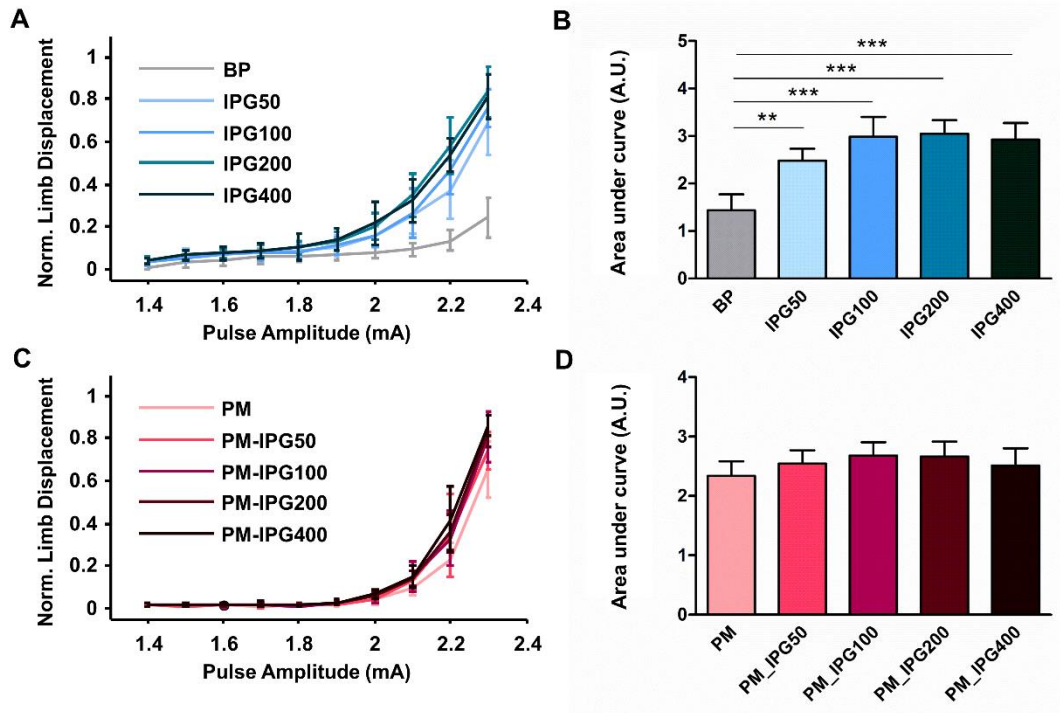 A
Norm. Limb Displacement
1
0.8
0.6
0.4
0.2
0
BP
IPG50
IPG100
IPG200
IPG400
1.4
1.6
1.8
2
2.2
2.4
Pulse Amplitude (mA)
B
Area under curve (A.U.)
5
4
3
2
1
0
***
***
***
**
BP
IPG50
IPG100
IPG200
IPG400
C
Norm. Limb Displacement
1
0.8
0.6
0.4
0.2
0
PM
PM-IPG50
PM-IPG100
PM-IPG200
PM-IPG400
1.4
1.6
1.8
2
2.2
2.4
Pulse Amplitude (mA)
D
Area under curve (A.U.)
4
3
2
1
0
PM
PM_IPG50
PM_IPG100
PM_IPG200
PM_IPG400